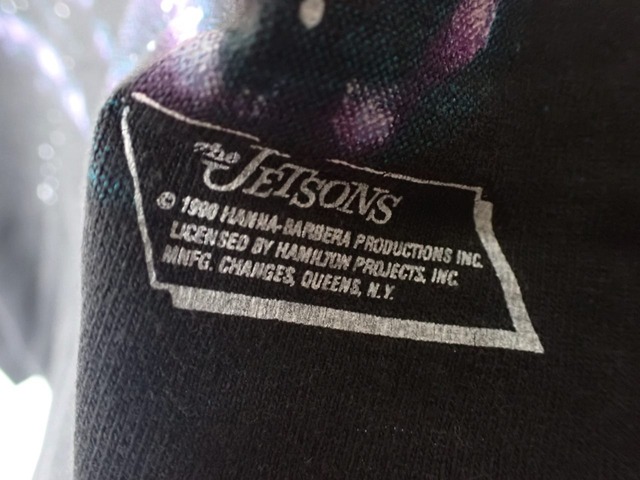 the JETSONS
© 1990 HANNA-BARBERA PRODUCTIONS INC.
LICENSED BY HAMILTON PROJECTS, INC.
MNFG. CHANGES, QUEENS, N.Y.